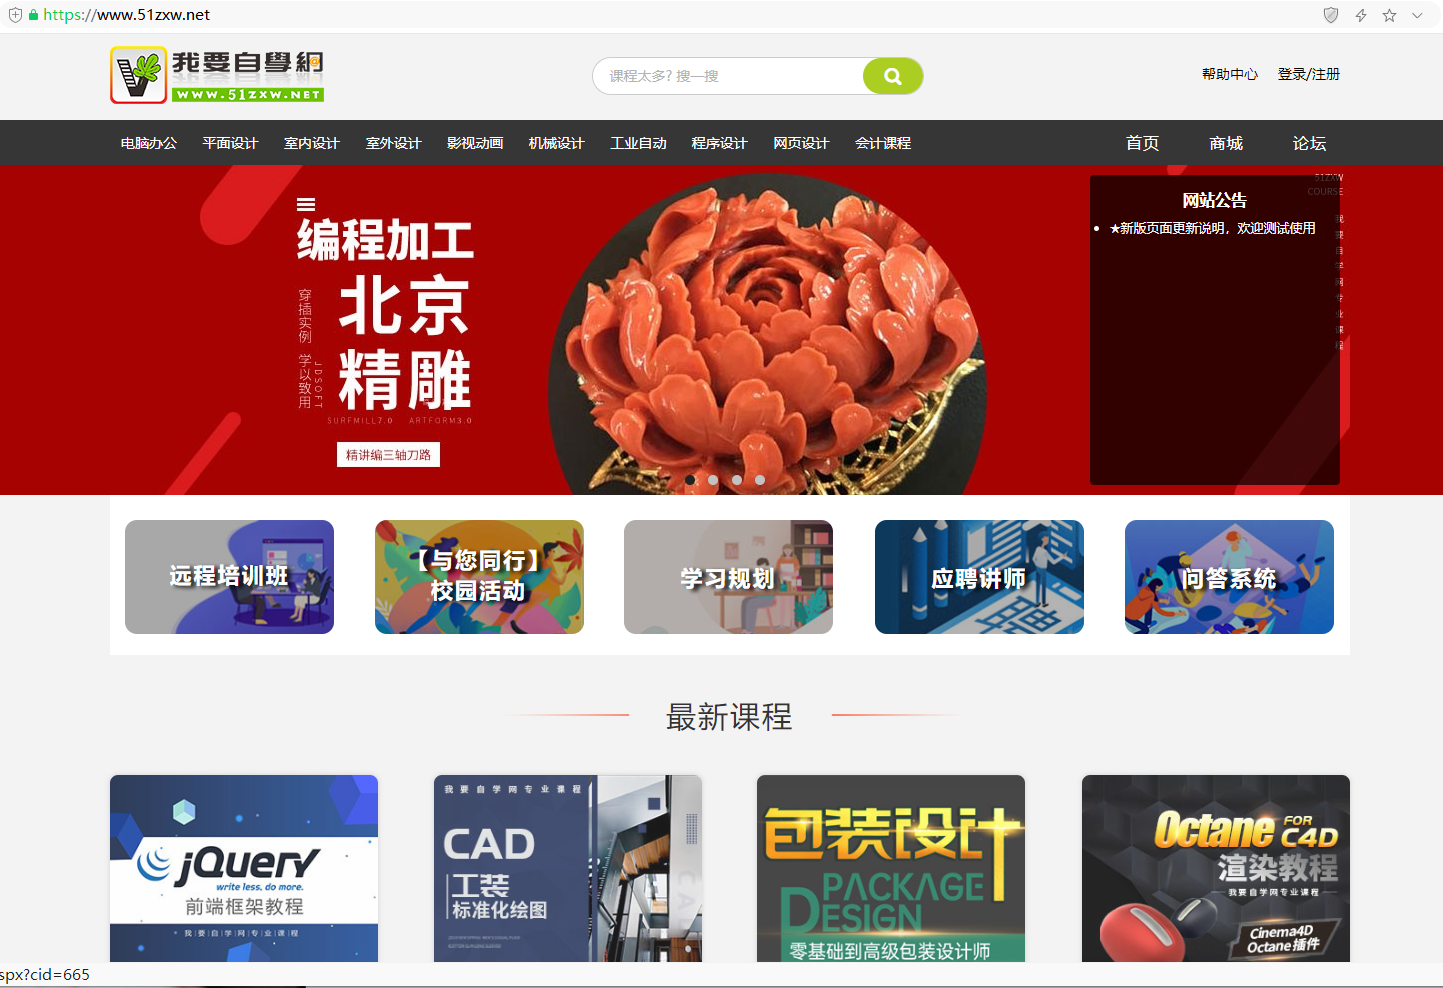 https://www.51zxw.net
我要自學網
WWW.51ZXW.NET
课程太多? 搜一搜
帮助中心
登录/注册
电脑办公 平面设计 室内设计 室外设计 影视动画 机械设计 工业自动 程序设计 网页设计 会计课程
首页 商城 论坛
编程加工
北京
精雕
穿插实例 学以致用
JDSOFT
SURFMILL7.0 ARTFORM3.0
精讲编三轴刀路
51ZXW
COURSE
我要自学网专业课程
网站公告
★新版页面更新说明，欢迎测试使用
远程培训班
【与您同行】
校园活动
学习规划
应聘讲师
问答系统
最新课程
jQuery
write less, do more.
前端框架教程
我|要|自|学|网|专|业|课|程
我要自学网专业课程
CAD
工装
标准化绘图
包装设计
PACKAGE
DESIGN
零基础到高级包装设计师
Octane FOR C4D
渲染教程
我要自学网专业课程
Cinema4D
Octane插件
spx?cid=665